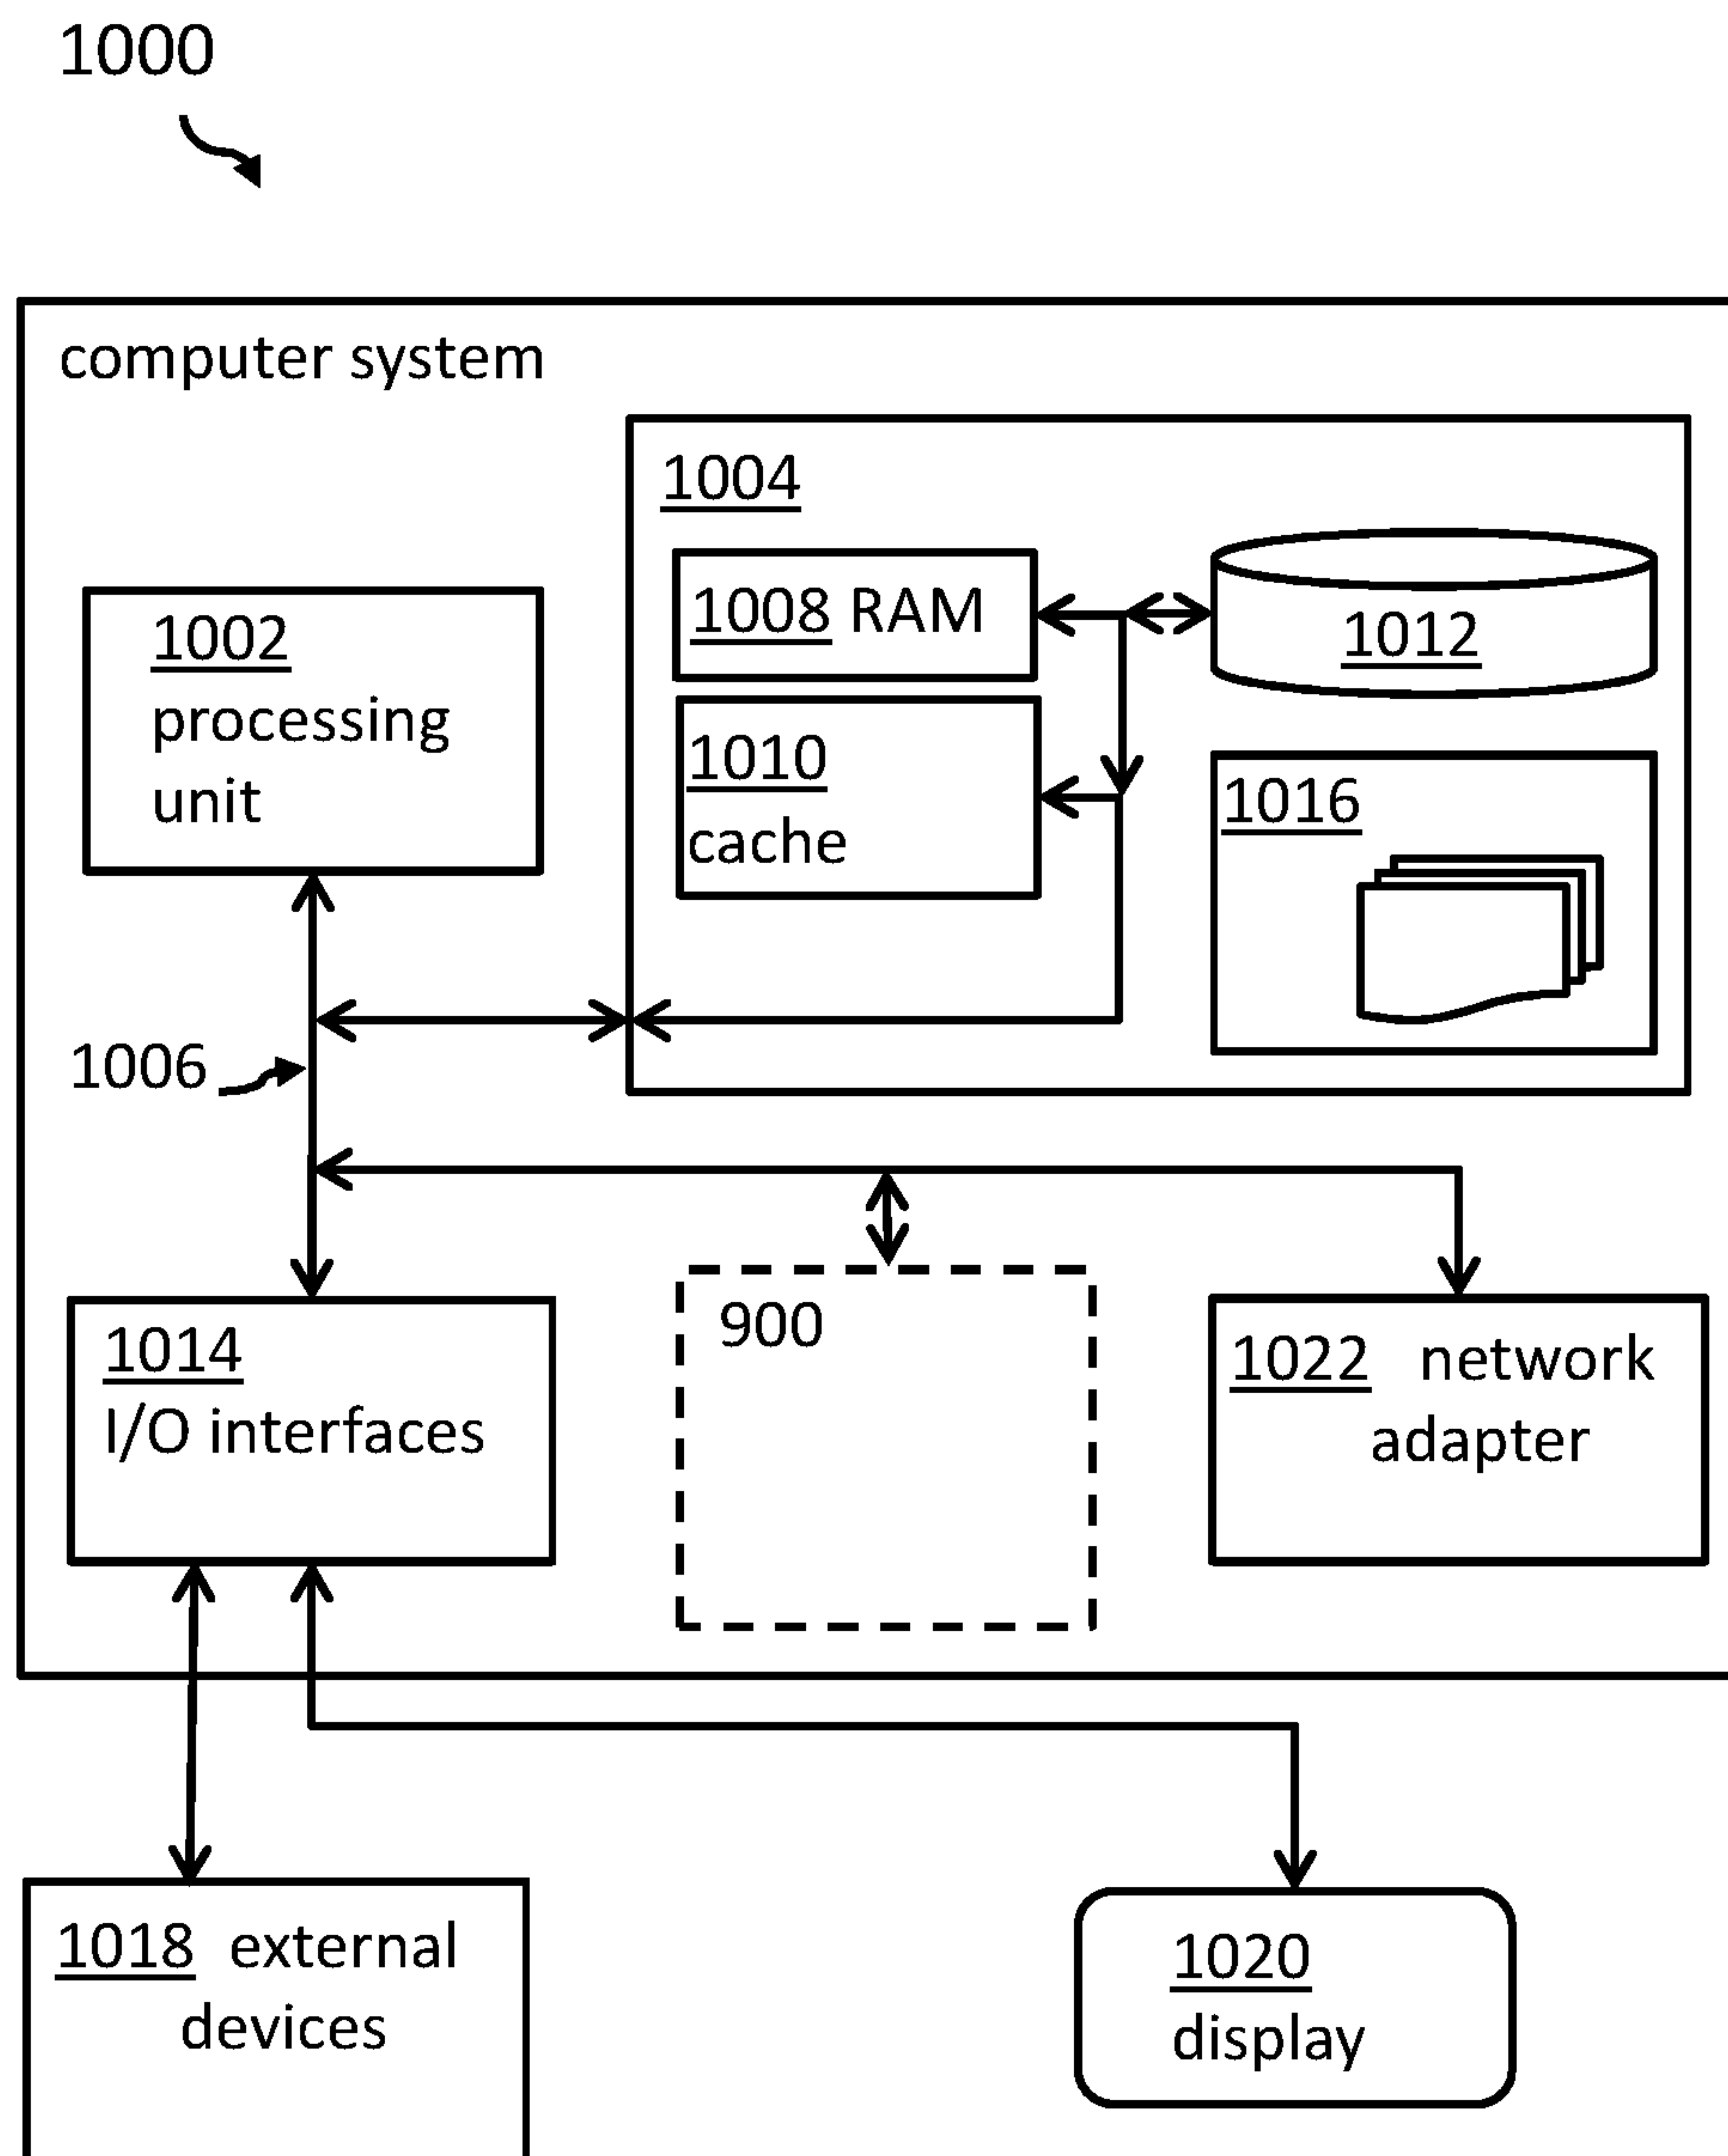 1000
computer system
1004
1008 RAM
1012
1002
processing
unit
1010
cache
1016
1006
900
1014
I/O interfaces
1022 network
adapter
1018 external
devices
1020
display